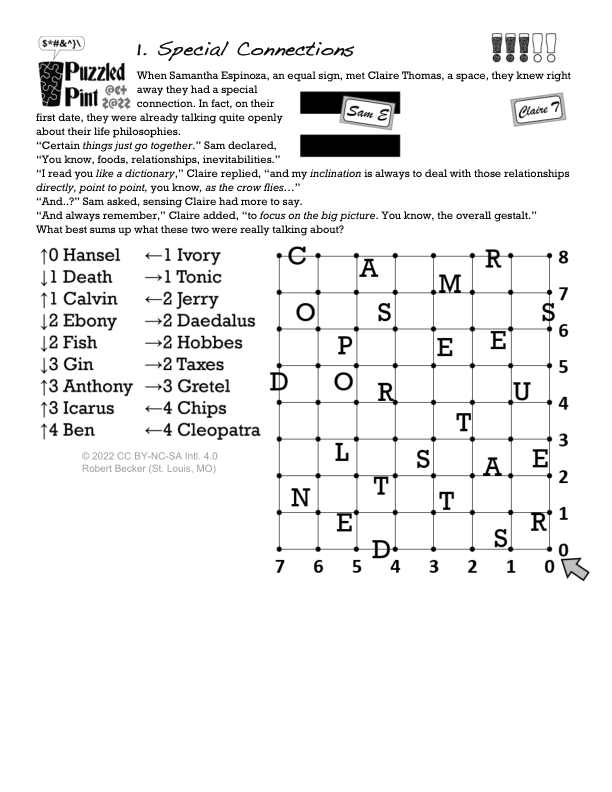 $*#&^}\
1. Special Connections
Puzzled
Pint @¢+
2@22
When Samantha Espinoza, an equal sign, met Claire Thomas, a space, they knew right
away they had a special
connection. In fact, on their
first date, they were already talking quite openly
about their life philosophies.
Sam E
Claire T
“Certain things just go together.” Sam declared,
“You know, foods, relationships, inevitabilities.”
“I read you like a dictionary,” Claire replied, “and my inclination is always to deal with those relationships
directly, point to point, you know, as the crow flies…”
“And..?” Sam asked, sensing Claire had more to say.
“And always remember,” Claire added, “to focus on the big picture. You know, the overall gestalt.”
What best sums up what these two were really talking about?
↑0 Hansel ←1 Ivory
↓1 Death →1 Tonic
↑1 Calvin ←2 Jerry
↓2 Ebony →2 Daedalus
↓2 Fish →2 Hobbes
↓3 Gin →2 Taxes
↑3 Anthony →3 Gretel
↑3 Icarus ←4 Chips
↑4 Ben ←4 Cleopatra
© 2022 CC BY-NC-SA Intl. 4.0
Robert Becker (St. Louis, MO)
C R 8
A M
7
O S S
6
P E E
5
D O R U
4
T
3
L S A E
2
N T T
1
E S R
D 0
7 6 5 4 3 2 1 0